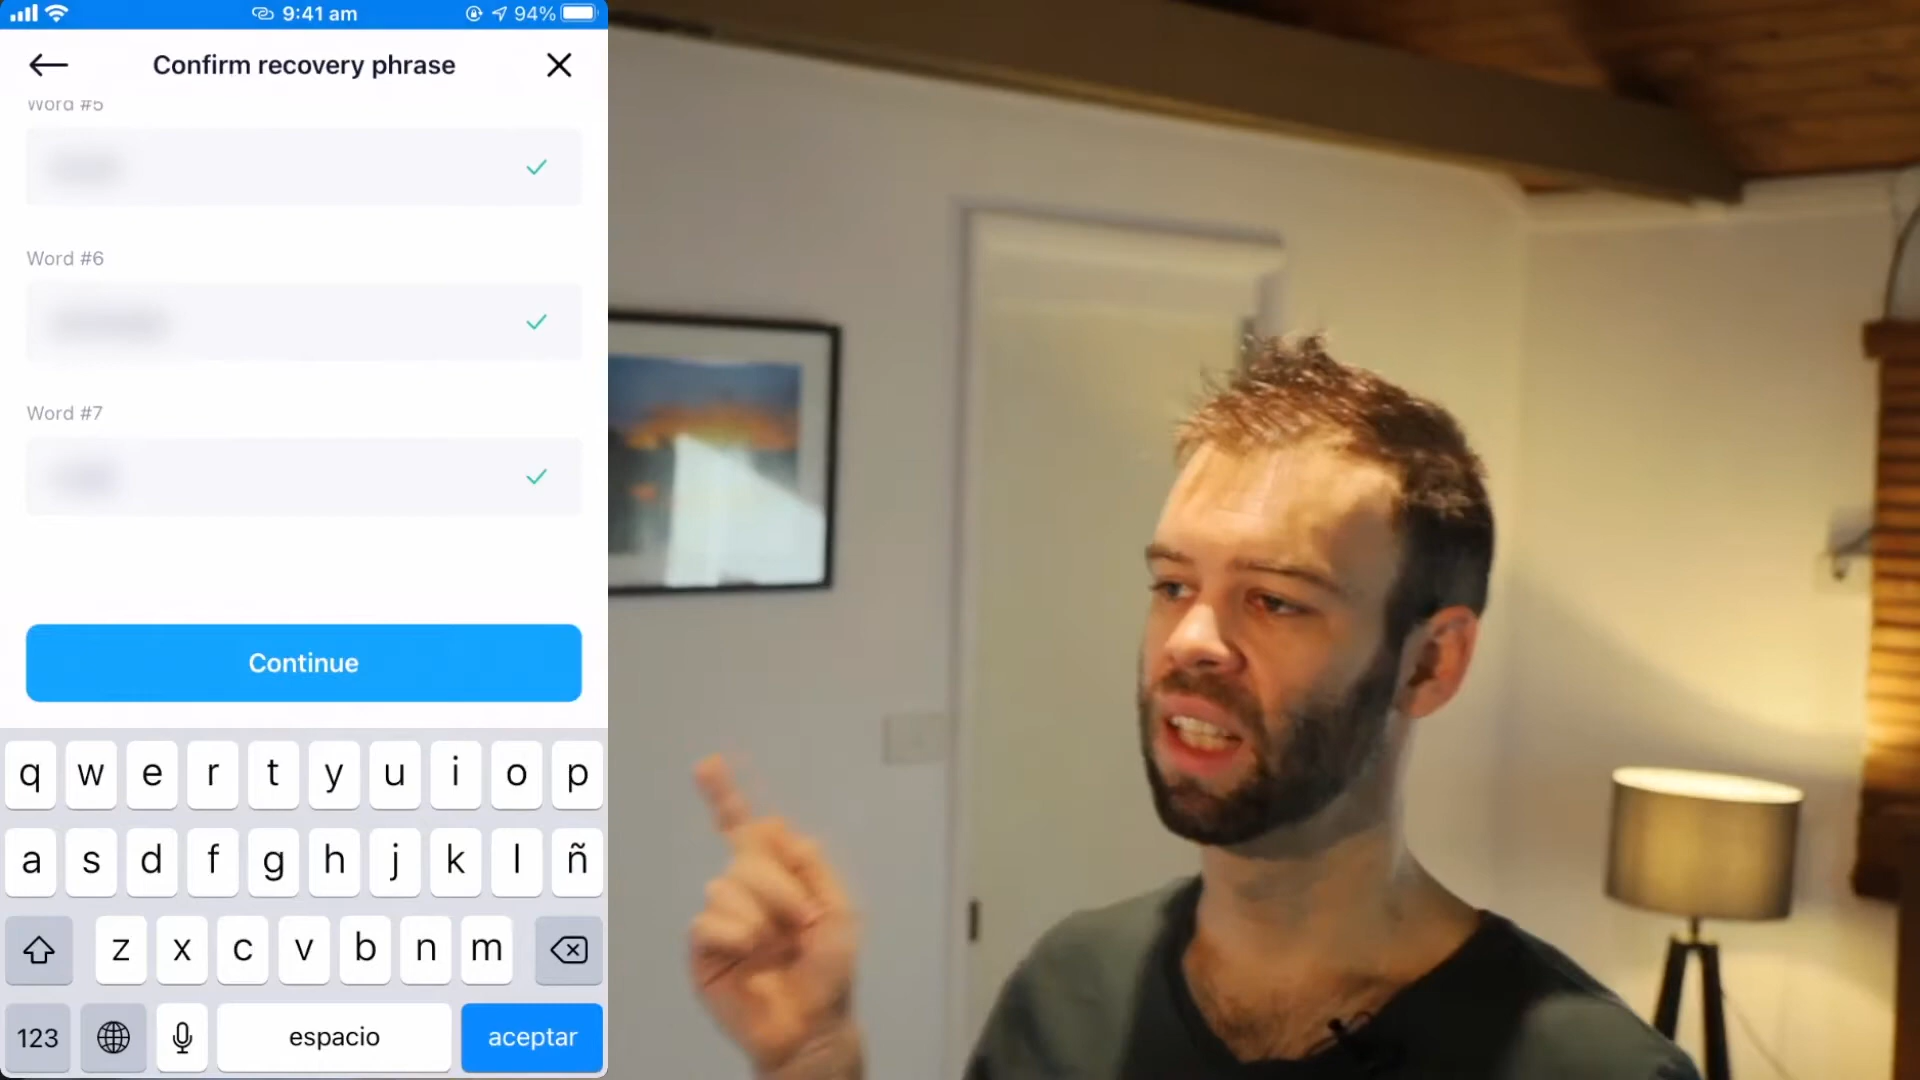 9:41 am
94%
Confirm recovery phrase
Word #5
Word #6
Word #7
Continue
q w e r t y u i o p
a s d f g h j k l ñ
z x c v b n m
123 espacio aceptar